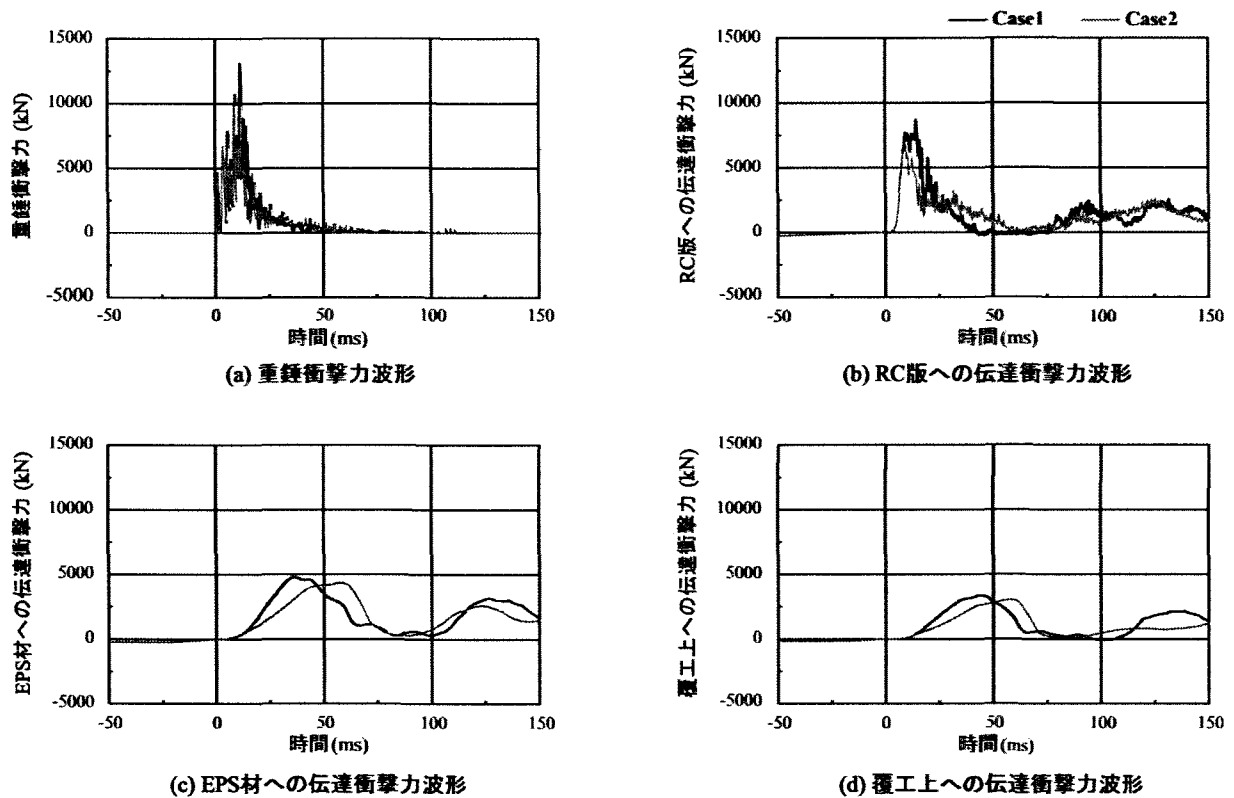 Case1 Case2
15000
10000
5000
0
-5000
重錘衝撃力 (kN)
-50 0 50 100 150
時間(ms)
(a) 重錘衝撃力波形
15000
10000
5000
0
-5000
RC版への伝達衝撃力 (kN)
-50 0 50 100 150
時間(ms)
(b) RC版への伝達衝撃力波形
15000
10000
5000
0
-5000
EPS材への伝達衝撃力 (kN)
-50 0 50 100 150
時間(ms)
(c) EPS材への伝達衝撃力波形
15000
10000
5000
0
-5000
覆工上への伝達衝撃力 (kN)
-50 0 50 100 150
時間(ms)
(d) 覆工上への伝達衝撃力波形